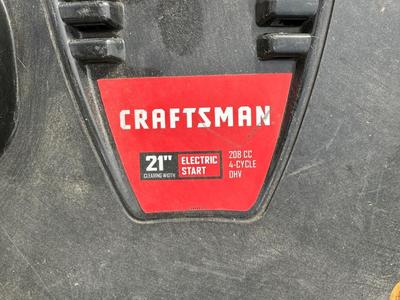 CRAFTSMAN
21" ELECTRIC START 208 CC
CLEARING WIDTH 4-CYCLE
OHV